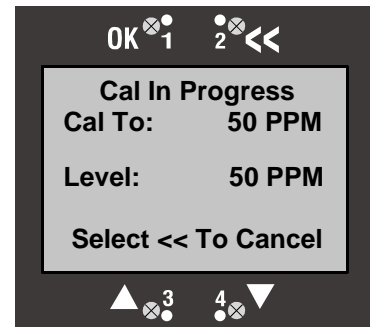 OK 1 2 <<
Cal In Progress
Cal To: 50 PPM
Level: 50 PPM
Select << To Cancel
3 4